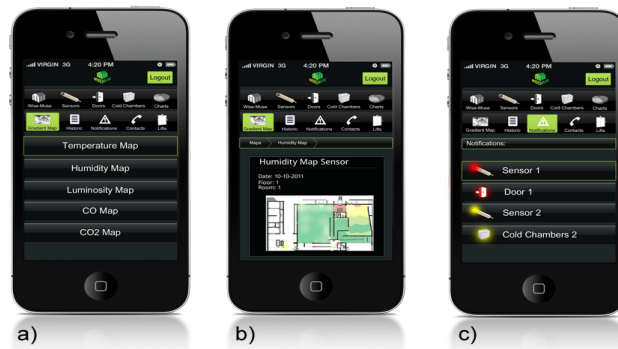 VIRGIN 3G 4:20 PM
Logout
Wise-Muse Sensors Doors Cold Chambers Charts
Gradient Map Historic Notifications Contacts Lifts
Temperature Map
Humidity Map
Luminosity Map
CO Map
CO2 Map
a)
VIRGIN 3G 4:20 PM
Logout
Wise-Muse Sensors Doors Cold Chambers Charts
Gradient Map Historic Notifications Contacts Lifts
Maps Humidity Map
Humidity Map Sensor
Date: 10-10-2011
Floor: 1
Room: 1
b)
VIRGIN 3G 4:20 PM
Logout
Wise-Muse Sensors Doors Cold Chambers Charts
Gradient Map Historic Notifications Contacts Lifts
Notifications:
Sensor 1
Door 1
Sensor 2
Cold Chambers 2
c)